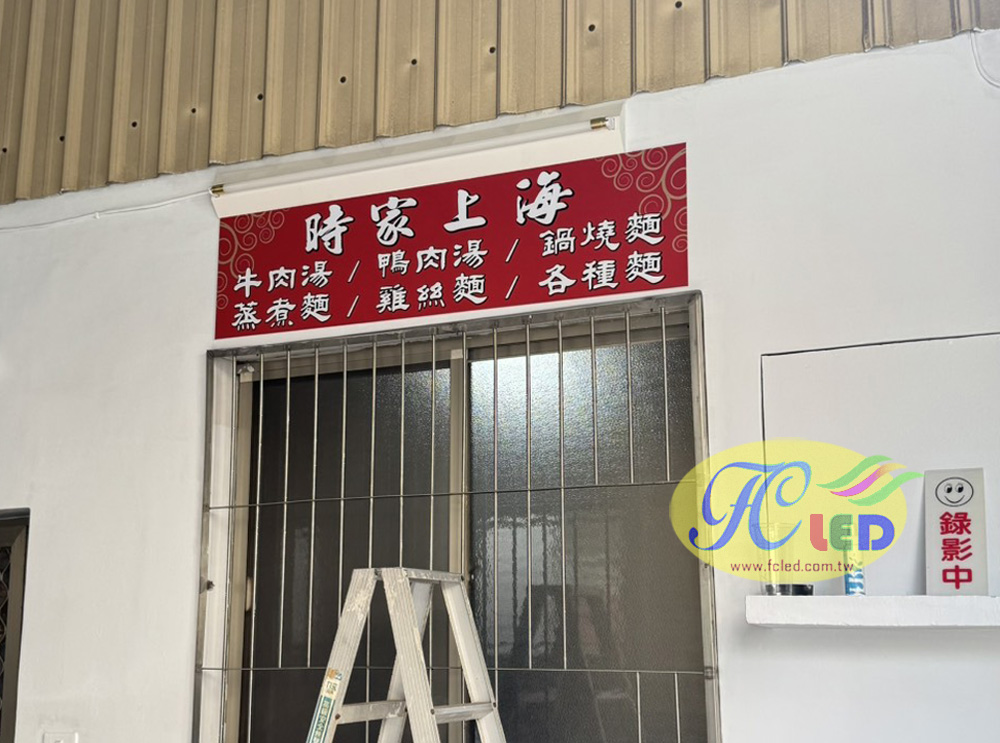 時家上海
牛肉湯 / 鴨肉湯 / 鍋燒麵
蒸煮麵 / 雞絲麵 / 各種麵
FC LED
www.fcled.com.tw
錄影中